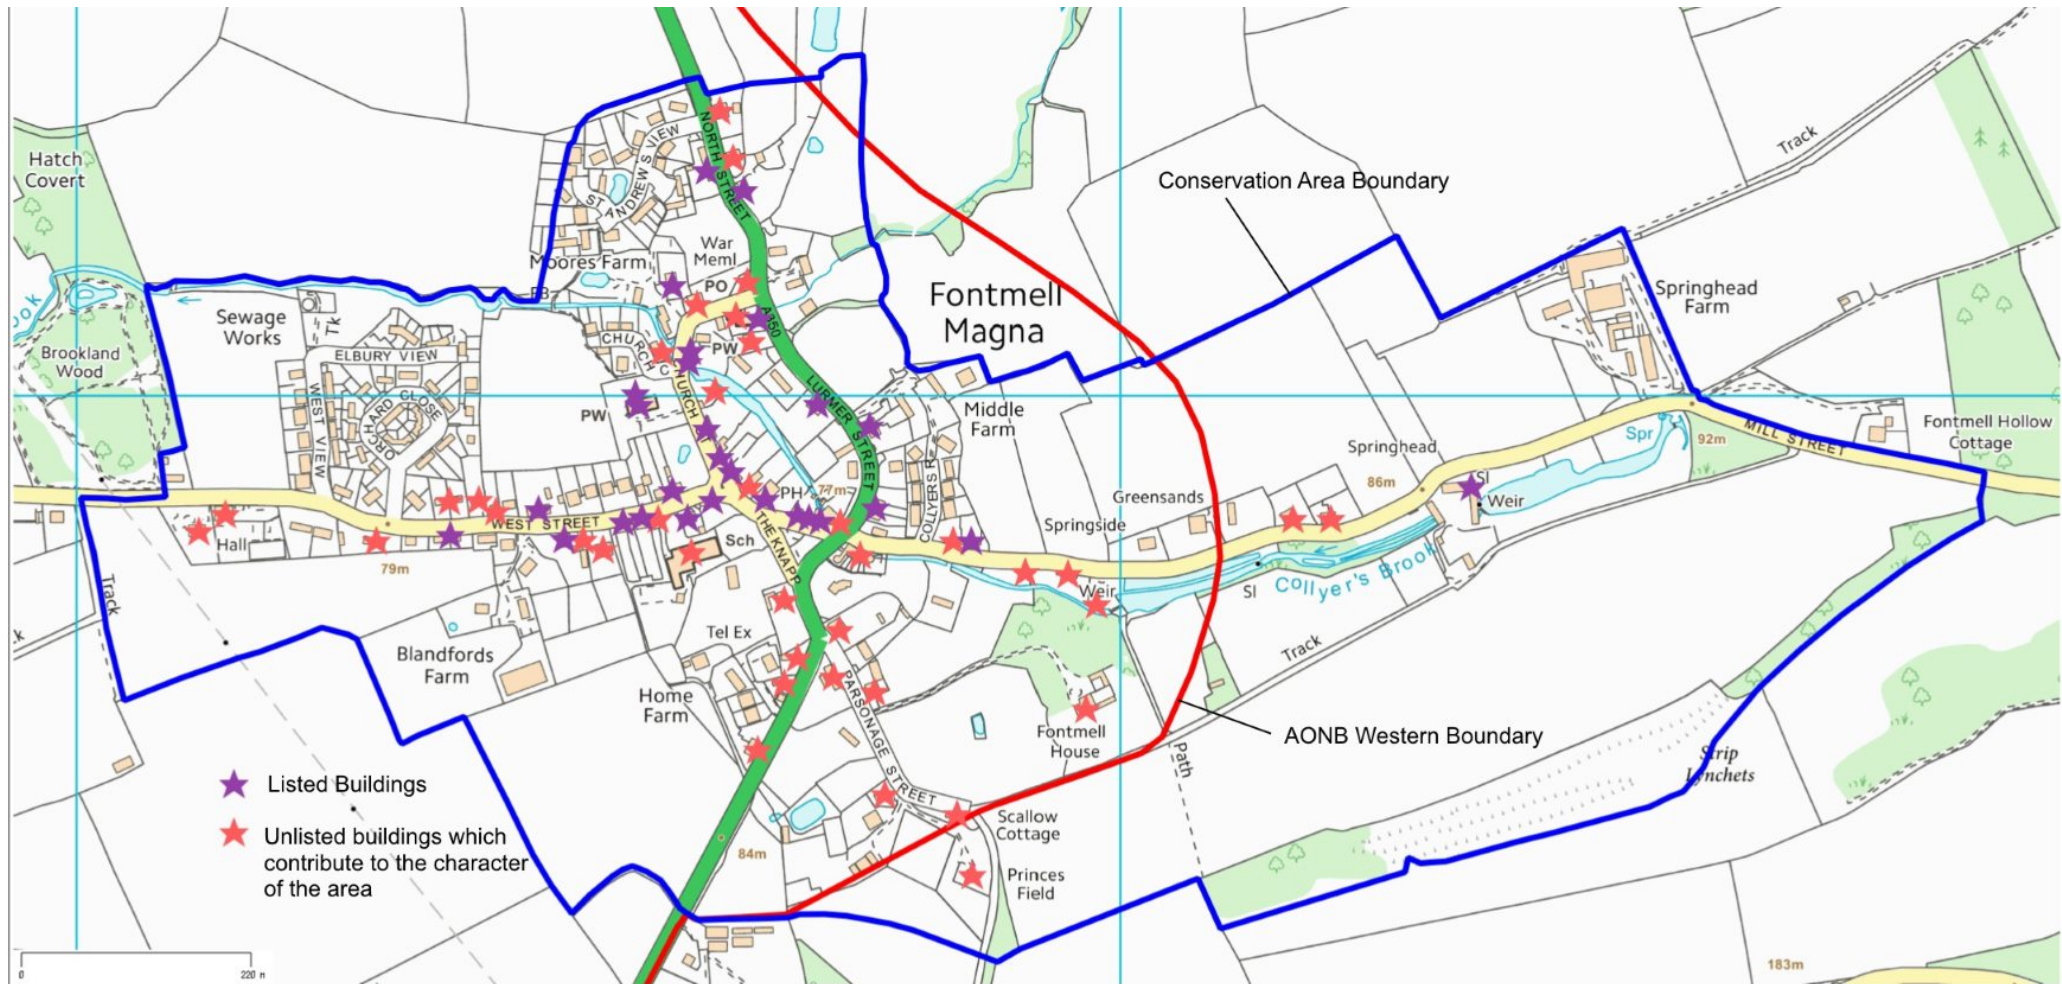 NORTH STREET
ST ANDREW'S VIEW
Track
Hatch
Covert
Conservation Area Boundary
War
Meml
Moores Farm
PO
FB
A350
Fontmell
Magna
Springhead
Farm
Sewage
Works
Tk
Brookland
Wood
ELBURY VIEW
CHURCH
PW
WEST VIEW
ORCHARD CLOSE
PW
CHURCH
LURMER STREET
Middle
Farm
Fontmell Hollow
Cottage
MILL STREET
Spr
92m
Springhead
86m
Sl
Weir
Greensands
Springside
COLLYERS R
PH
77m
WEST STREET
THE KNAPP
Sch
Hall
79m
Track
Weir
Sl
Collyer's Brook
Track
Tel Ex
Blandfords
Farm
Home
Farm
PARSONAGE STREET
Fontmell
House
AONB Western Boundary
Path
Strip
Lynchets
Listed Buildings
Unlisted buildings which
contribute to the character
of the area
Scallow
Cottage
84m
Princes
Field
183m
0
220 m